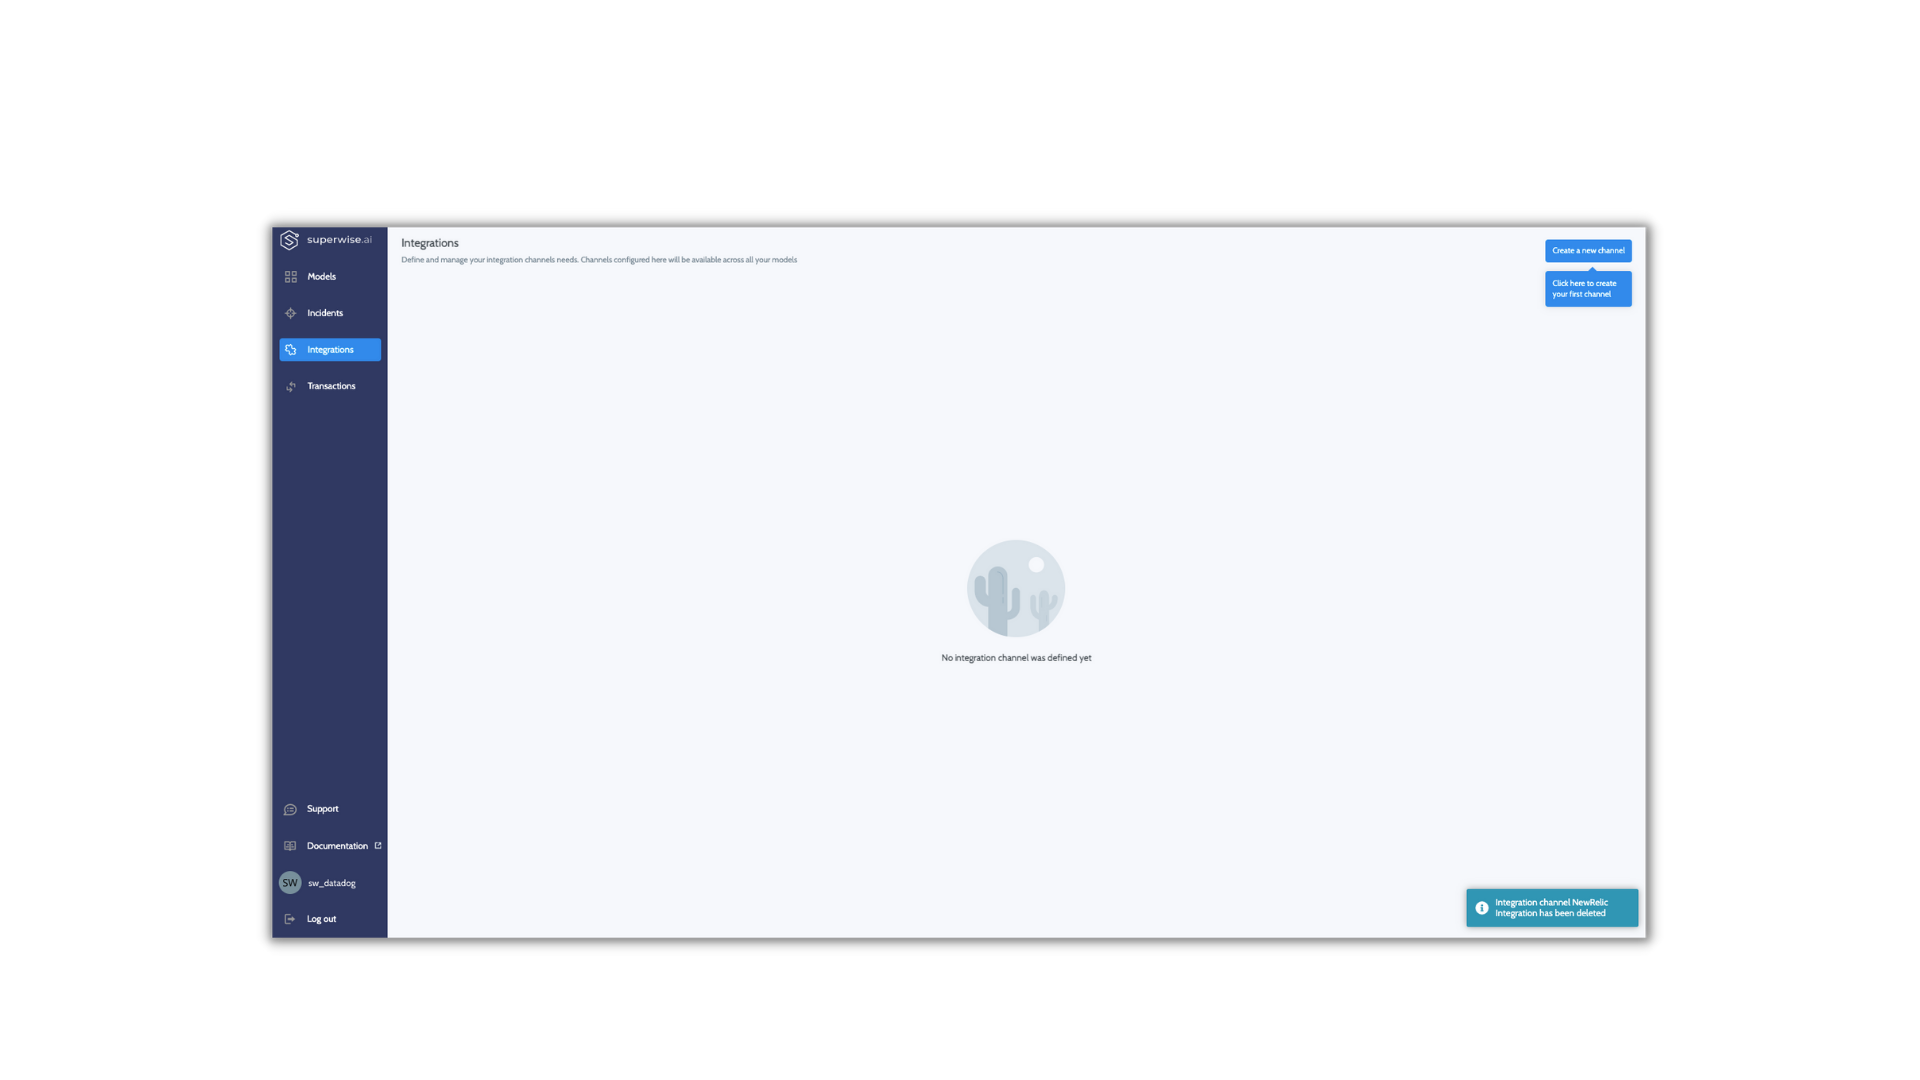 superwise.ai
Models
Incidents
Integrations
Transactions
Support
Documentation
SW sw_datadog
Log out
Integrations
Define and manage your integration channels needs. Channels configured here will be available across all your models
Create a new channel
Click here to create
your first channel
No integration channel was defined yet
Integration channel NewRelic
Integration has been deleted